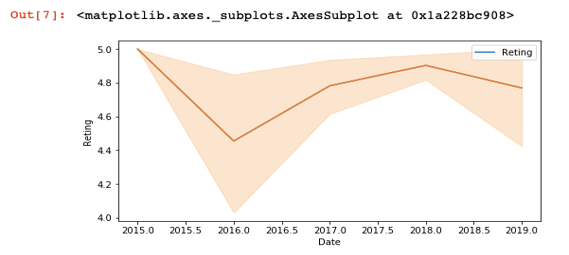 Out[7]: <matplotlib.axes._subplots.AxesSubplot at 0x1a228bc908>
Reting
5.0
4.8
4.6
4.4
4.2
4.0
Reting
2015.0 2015.5 2016.0 2016.5 2017.0 2017.5 2018.0 2018.5 2019.0
Date